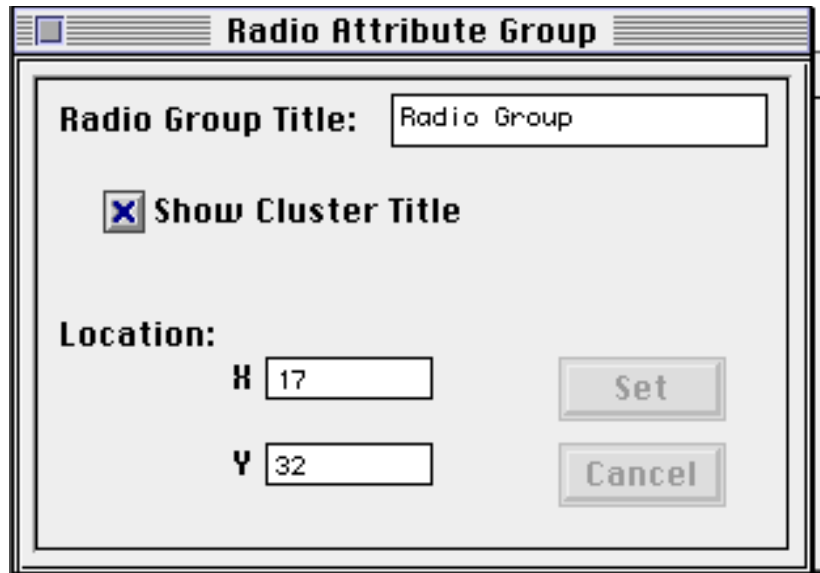 Radio Attribute Group
Radio Group Title: Radio Group
Show Cluster Title
Location:
X 17
Set
Y 32
Cancel